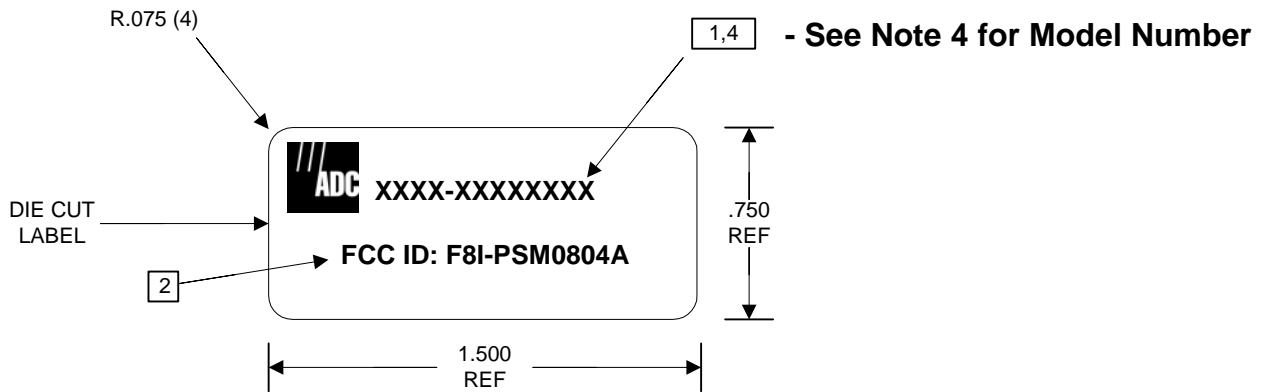 R.075 (4)
1,4 - See Note 4 for Model Number
ADC
XXXX-XXXXXXXX
DIE CUT
LABEL
.750
REF
FCC ID: F8I-PSM0804A
2
1.500
REF